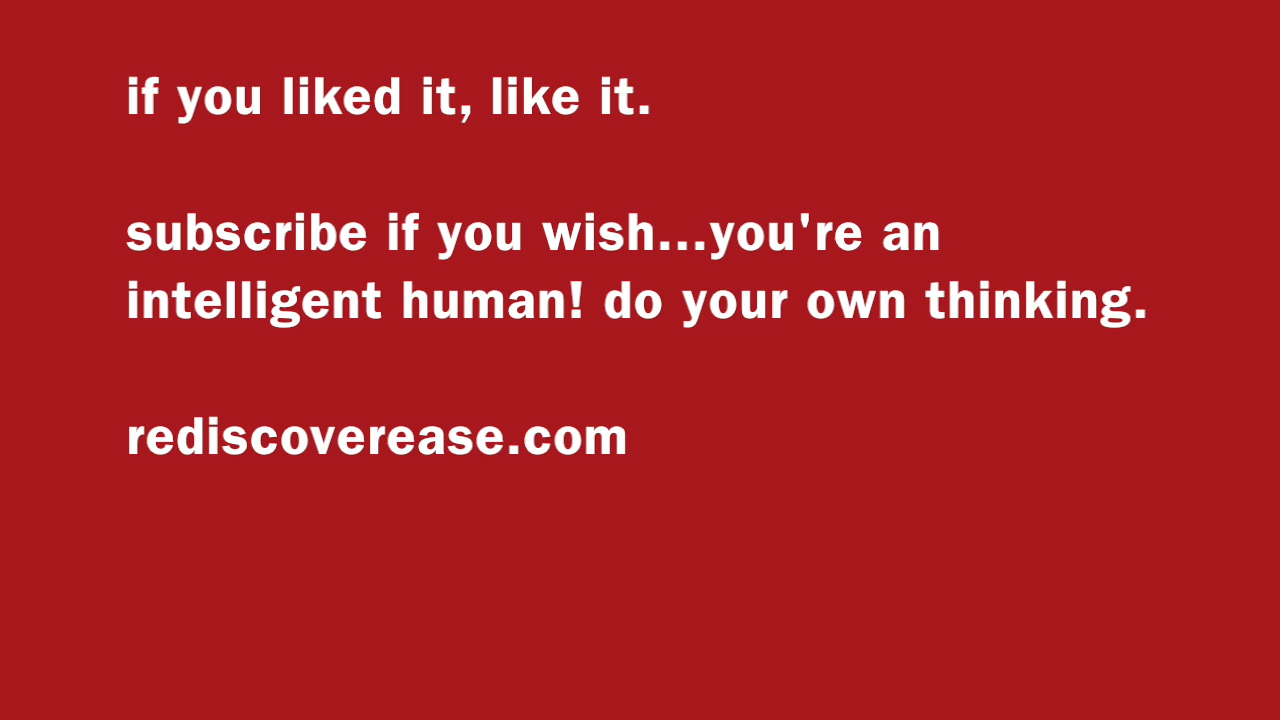 if you liked it, like it.
subscribe if you wish...you're an
intelligent human! do your own thinking.
rediscoverease.com